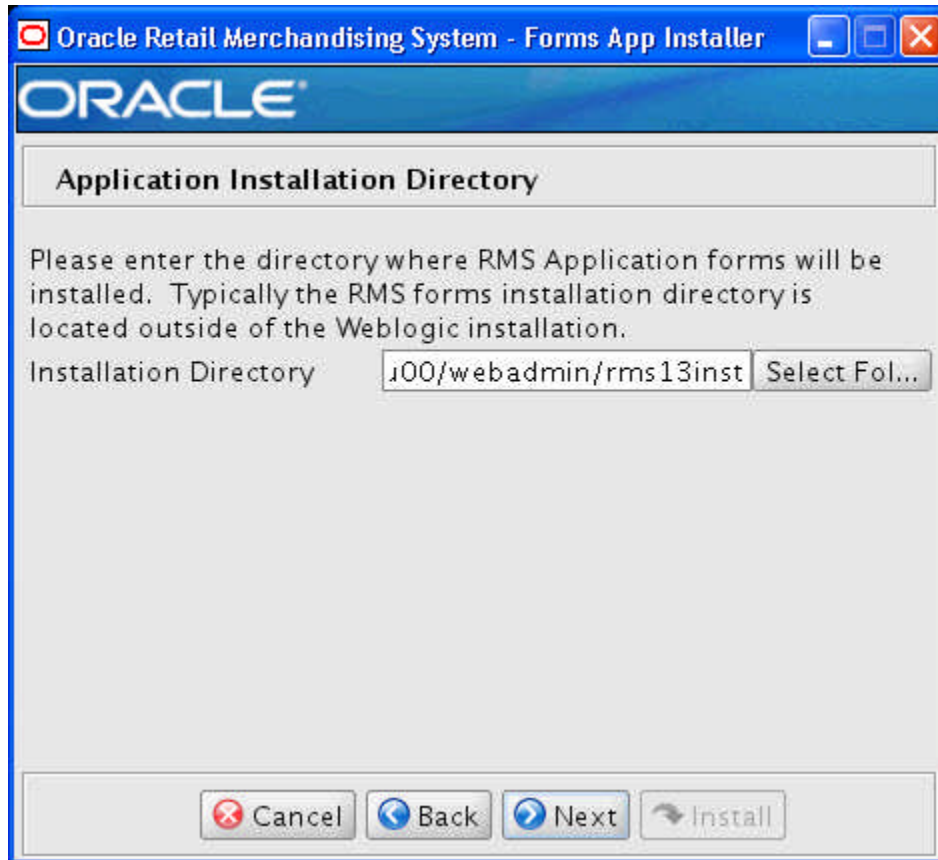 Oracle Retail Merchandising System - Forms App Installer
ORACLE
Application Installation Directory
Please enter the directory where RMS Application forms will be
installed. Typically the RMS forms installation directory is
located outside of the Weblogic installation.
Installation Directory
00/webadmin/rms13inst
Select Fol...
Cancel
Back
Next
Install